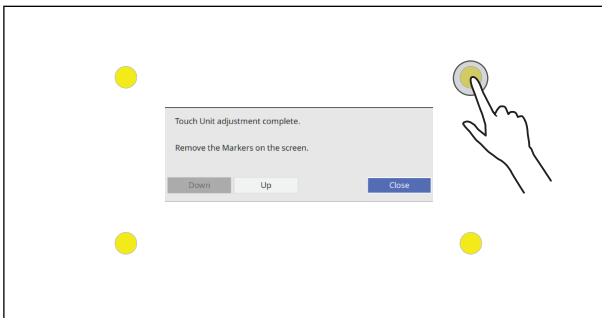 Touch Unit adjustment complete.
Remove the Markers on the screen.
Down Up Close